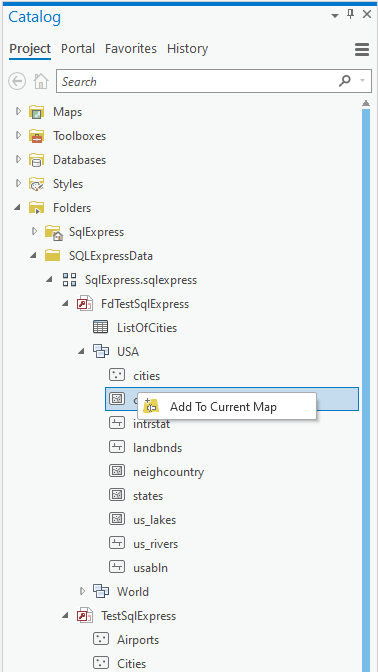 Catalog
Project Portal Favorites History
Search
Maps
Toolboxes
Databases
Styles
Folders
SqlExpress
SQLExpressData
SqlExpress.sqlexpress
FdTestSqlExpress
ListOfCities
USA
cities
Add To Current Map
intrstat
landbnds
neighcountry
states
us_lakes
us_rivers
usabln
World
TestSqlExpress
Airports
Cities